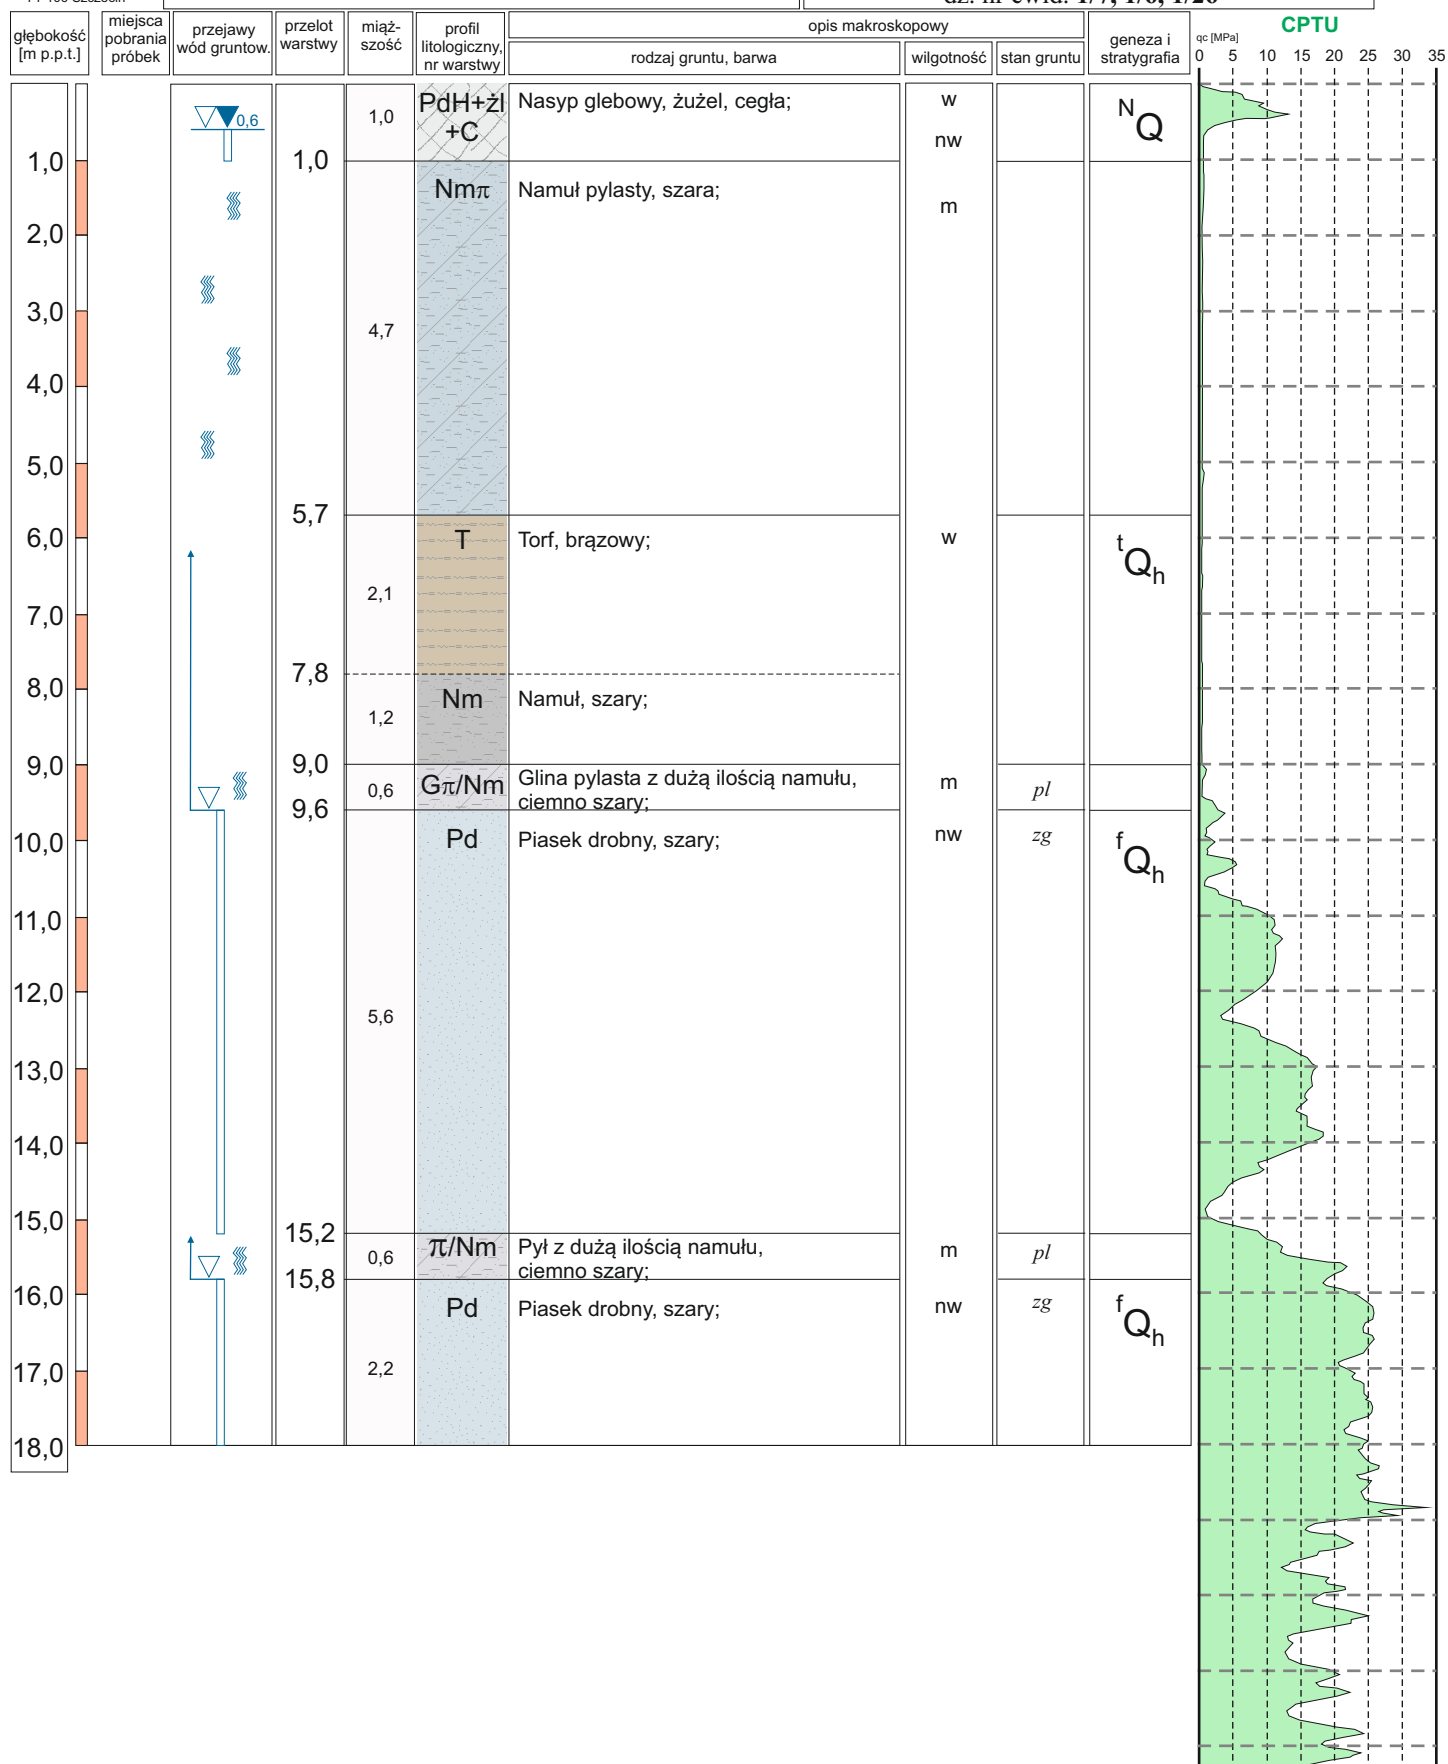 głębokość
[m p.p.t.]
miejsca
pobrania
próbek
przejawy
wód gruntow.
przelot
warstwy
miąż-
szość
profil
litologiczny,
nr warstwy
opis makroskopowy
rodzaj gruntu, barwa
wilgotność
stan gruntu
geneza i
stratygrafia
CPTU
qc [MPa]
0 5 10 15 20 25 30 35
0,6
1,0
PdH+żl
+C
Nasyp glebowy, żużel, cegła;
w
nw
NQ
1,0
1,0
Nmπ
Namuł pylasty, szara;
m
2,0
3,0
4,7
4,0
5,0
5,7
6,0
T
Torf, brązowy;
w
tQh
2,1
7,0
7,8
8,0
Nm
Namuł, szary;
1,2
9,0
9,0
0,6
Gπ/Nm
Glina pylasta z dużą ilością namułu,
ciemno szary;
m
pl
9,6
10,0
Pd
Piasek drobny, szary;
nw
zg
fQh
11,0
12,0
5,6
13,0
14,0
15,0
15,2
0,6
π/Nm
Pył z dużą ilością namułu,
ciemno szary;
m
pl
15,8
16,0
Pd
Piasek drobny, szary;
nw
zg
fQh
2,2
17,0
18,0